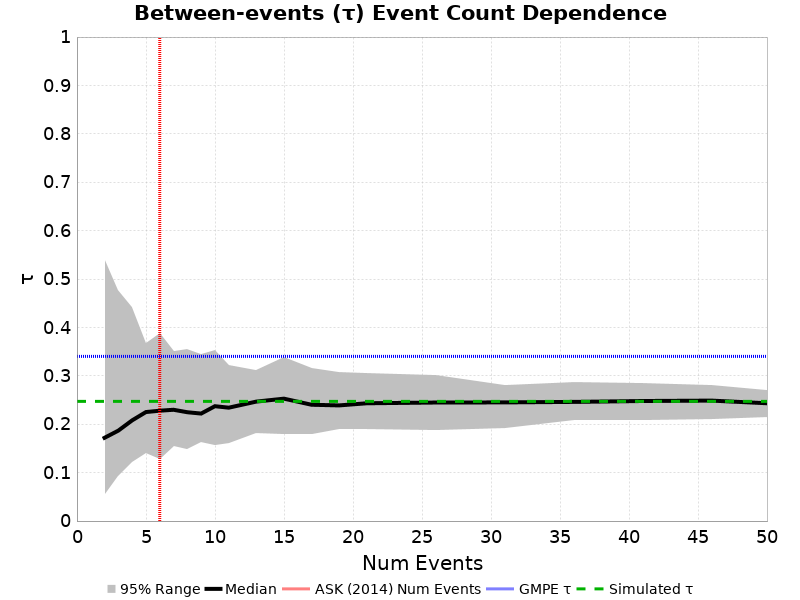 Between-events (τ) Event Count Dependence
1
0.9
0.8
0.7
0.6
0.5
0.4
0.3
0.2
0.1
0
τ
0 5 10 15 20 25 30 35 40 45 50
Num Events
95% Range Median ASK (2014) Num Events GMPE τ Simulated τ